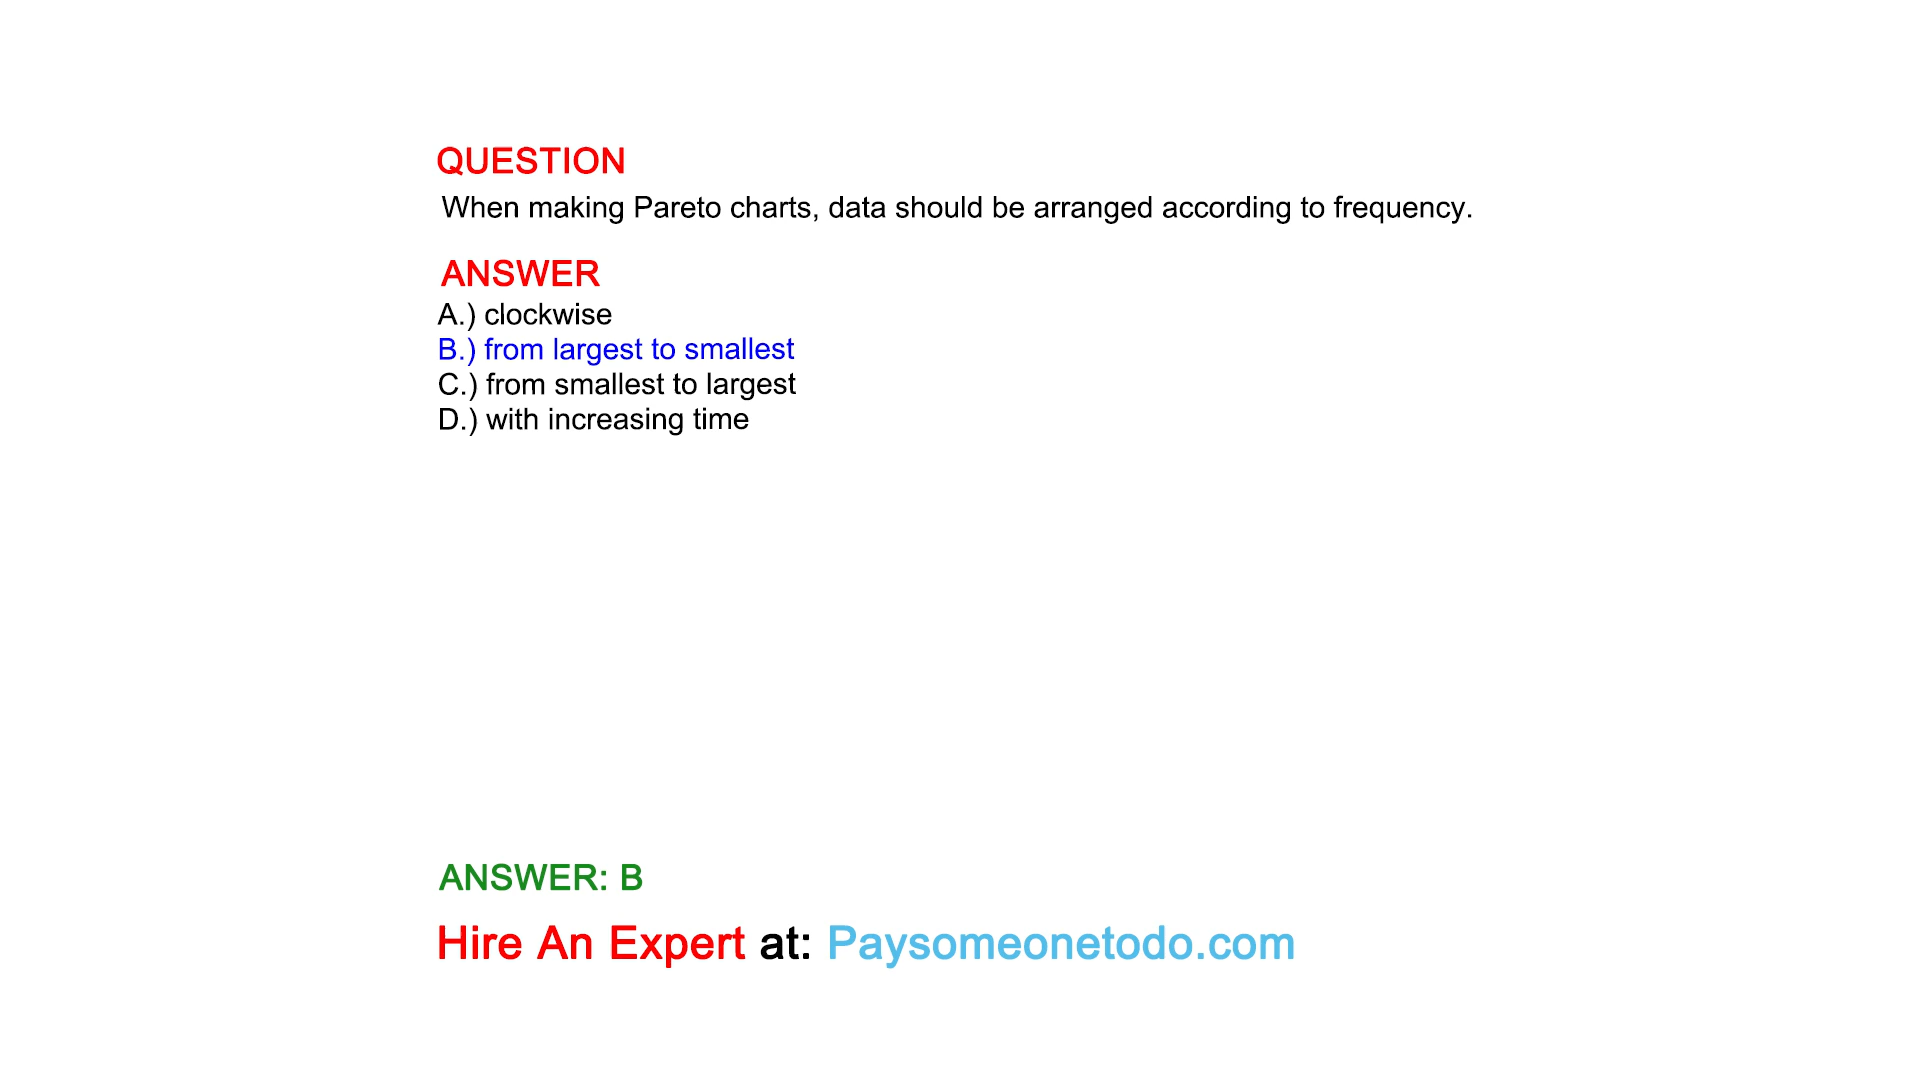 QUESTION
When making Pareto charts, data should be arranged according to frequency.
ANSWER
A.) clockwise
B.) from largest to smallest
C.) from smallest to largest
D.) with increasing time
ANSWER: B
Hire An Expert at: Paysomeonetodo.com